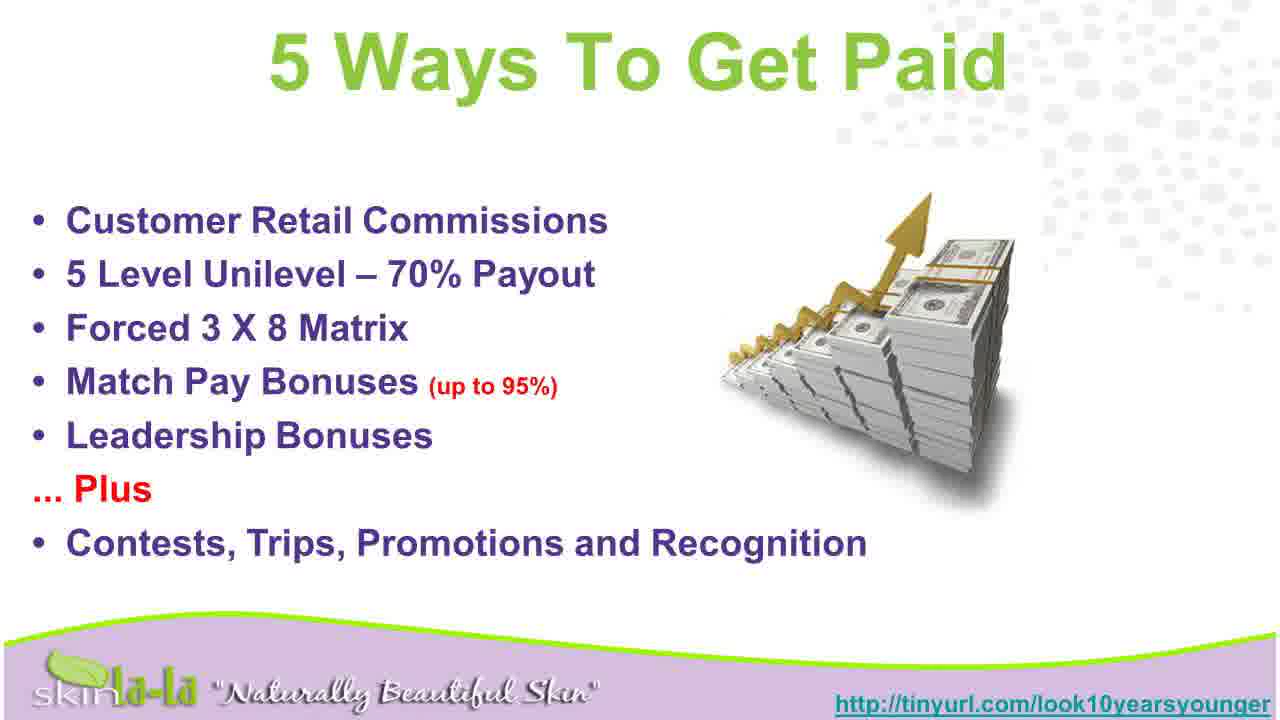 5 Ways To Get Paid
• Customer Retail Commissions
• 5 Level Unilevel – 70% Payout
• Forced 3 X 8 Matrix
• Match Pay Bonuses (up to 95%)
• Leadership Bonuses
... Plus
• Contests, Trips, Promotions and Recognition
skin la-la "Naturally Beautiful Skin"
http://tinyurl.com/look10yearsyounger